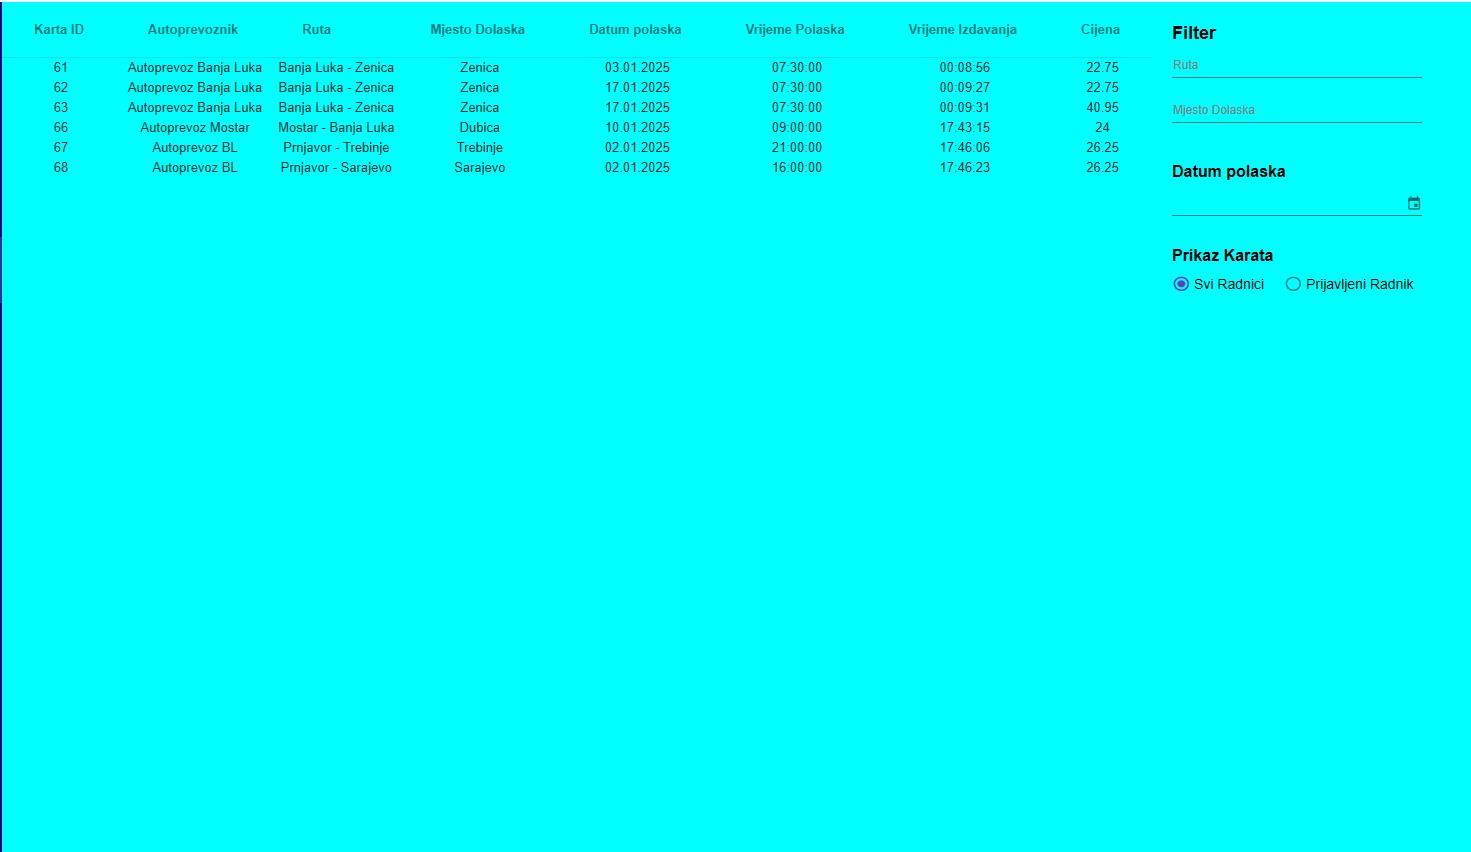 Karta ID Autoprevoznik Ruta Mjesto Dolaska Datum polaska Vrijeme Polaska Vrijeme Izdavanja Cijena
61 Autoprevoz Banja Luka Banja Luka - Zenica Zenica 03.01.2025 07:30:00 00:08:56 22.75
62 Autoprevoz Banja Luka Banja Luka - Zenica Zenica 17.01.2025 07:30:00 00:09:27 22.75
63 Autoprevoz Banja Luka Banja Luka - Zenica Zenica 17.01.2025 07:30:00 00:09:31 40.95
66 Autoprevoz Mostar Mostar - Banja Luka Dubica 10.01.2025 09:00:00 17:43:15 24
67 Autoprevoz BL Prnjavor - Trebinje Trebinje 02.01.2025 21:00:00 17:46:06 26.25
68 Autoprevoz BL Prnjavor - Sarajevo Sarajevo 02.01.2025 16:00:00 17:46:23 26.25
Filter
Ruta
Mjesto Dolaska
Datum polaska
Prikaz Karata
Svi Radnici Prijavljeni Radnik